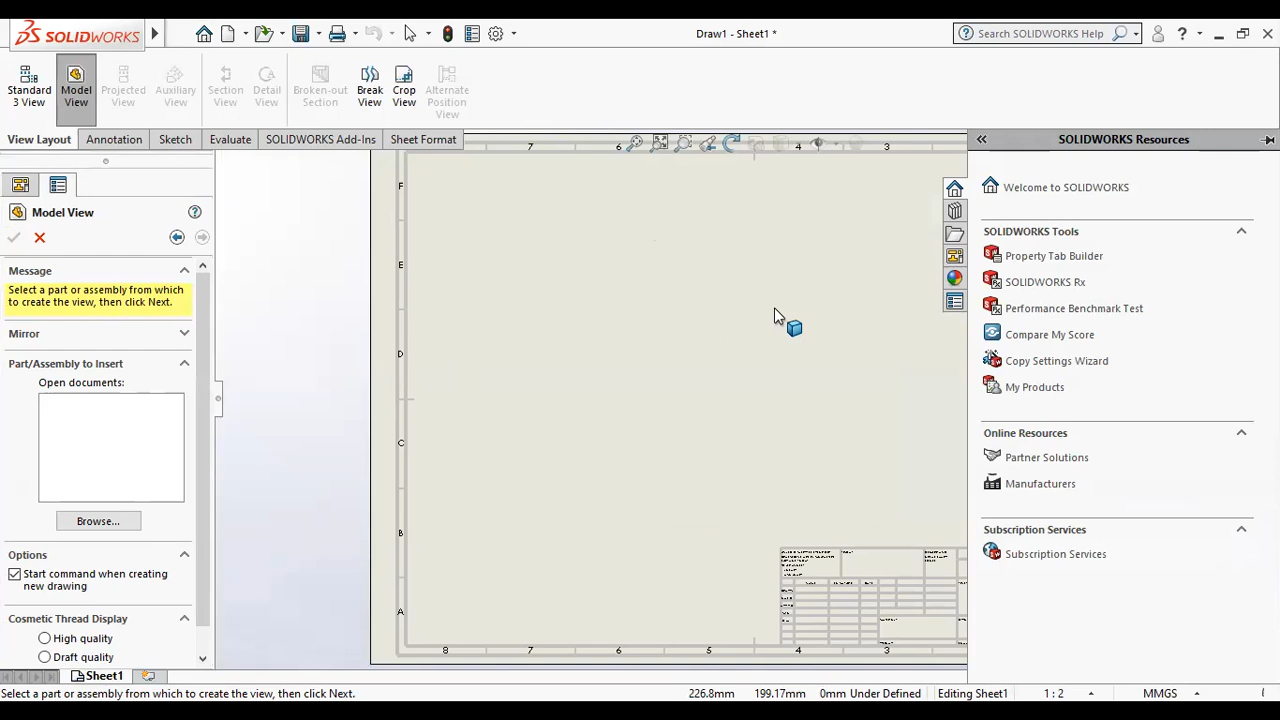 SOLIDWORKS
Draw1 - Sheet1 *
Search SOLIDWORKS Help
?
Standard 3 View
Model View
Projected View
Auxiliary View
Section View
Detail View
Broken-out Section
Break View
Crop View
Alternate Position View
View Layout
Annotation
Sketch
Evaluate
SOLIDWORKS Add-Ins
Sheet Format
7
6
4
3
SOLIDWORKS Resources
Model View
Message
Select a part or assembly from which
to create the view, then click Next.
Mirror
Part/Assembly to Insert
Open documents:
Browse...
Options
Start command when creating
new drawing
Cosmetic Thread Display
High quality
Draft quality
F
E
D
C
B
A
8
7
6
5
4
3
Welcome to SOLIDWORKS
SOLIDWORKS Tools
Property Tab Builder
SOLIDWORKS Rx
Performance Benchmark Test
Compare My Score
Copy Settings Wizard
My Products
Online Resources
Partner Solutions
Manufacturers
Subscription Services
Subscription Services
Sheet1
Select a part or assembly from which to create the view, then click Next.
226.8mm
199.17mm
0mm
Under Defined
Editing Sheet1
1 : 2
MMGS